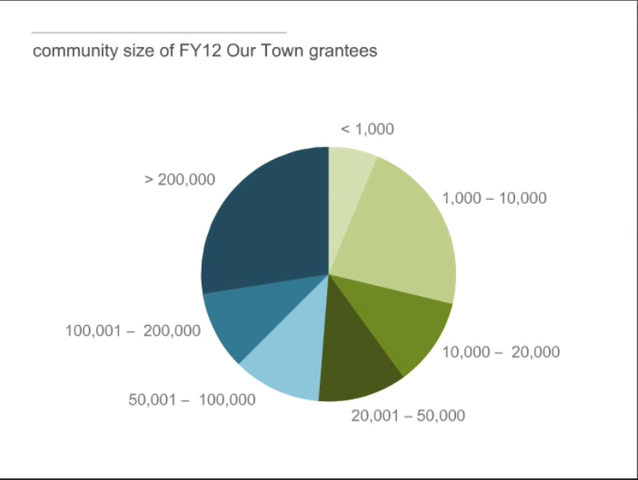 community size of FY12 Our Town grantees
< 1,000
> 200,000
1,000 – 10,000
100,001 –  200,000
10,000 –  20,000
50,001 –  100,000
20,001 – 50,000